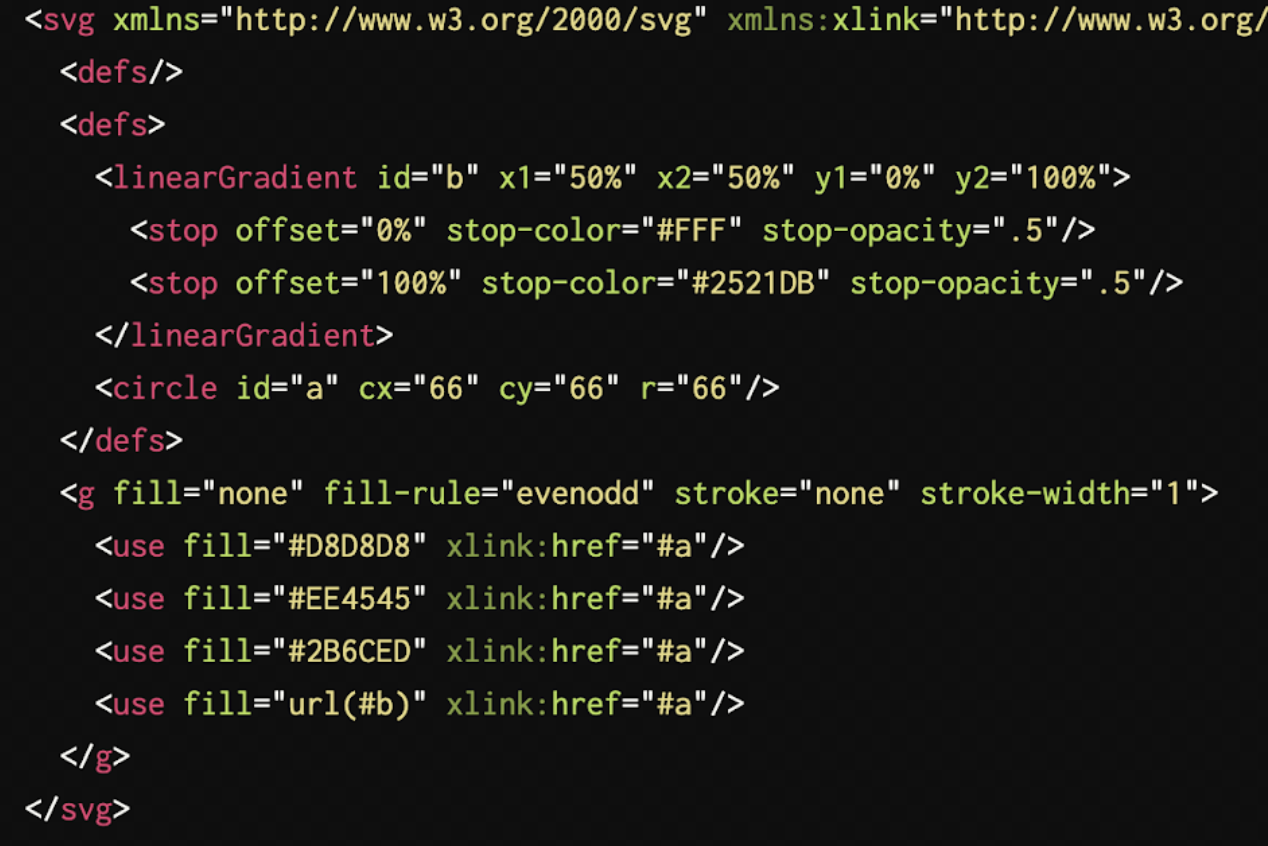 <svg xmlns="http://www.w3.org/2000/svg" xmlns:xlink="http://www.w3.org/
<defs/>
<defs>
<linearGradient id="b" x1="50%" x2="50%" y1="0%" y2="100%">
<stop offset="0%" stop-color="#FFF" stop-opacity=".5"/>
<stop offset="100%" stop-color="#2521DB" stop-opacity=".5"/>
</linearGradient>
<circle id="a" cx="66" cy="66" r="66"/>
</defs>
<g fill="none" fill-rule="evenodd" stroke="none" stroke-width="1">
<use fill="#D8D8D8" xlink:href="#a"/>
<use fill="#EE4545" xlink:href="#a"/>
<use fill="#2B6CED" xlink:href="#a"/>
<use fill="url(#b)" xlink:href="#a"/>
</g>
</svg>